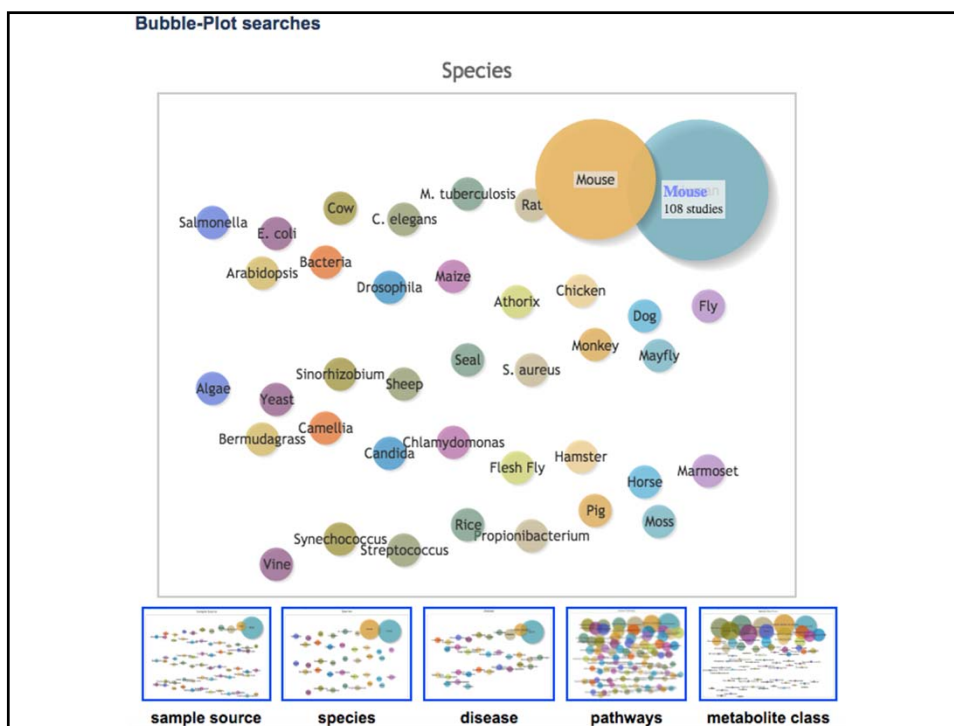 Bubble-Plot searches
Species
Mouse
Mouse
108 studies
M. tuberculosis
Rat
Cow
C. elegans
Salmonella
E. coli
Bacteria
Arabidopsis
Drosophila
Maize
Athorix
Chicken
Dog
Fly
Monkey
Mayfly
Seal
S. aureus
Sinorhizobium
Sheep
Algae
Yeast
Camellia
Bermudagrass
Candida
Chlamydomonas
Flesh Fly
Hamster
Horse
Marmoset
Pig
Moss
Rice
Propionibacterium
Synechococcus
Streptococcus
Vine
sample source
species
disease
pathways
metabolite class